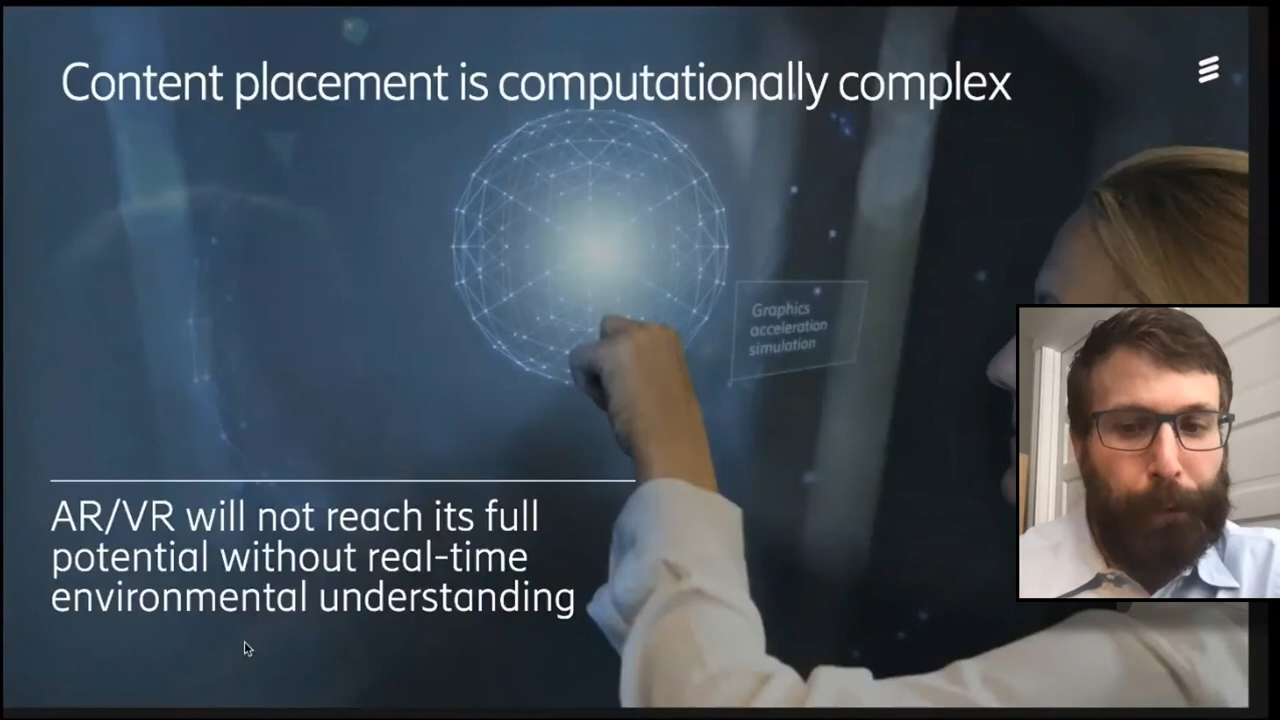 Content placement is computationally complex
Graphics
acceleration
simulation
AR/VR will not reach its full
potential without real-time
environmental understanding